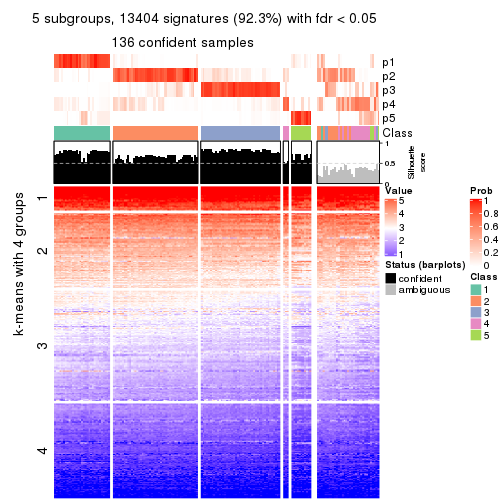 5 subgroups, 13404 signatures (92.3%) with fdr < 0.05
136 confident samples
p1
p2
p3
p4
p5
Class
1
0.5
0
Silhouette
score
k-means with 4 groups
1
2
3
4
Value
5
4
3
2
1
Status (barplots)
confident
ambiguous
Prob
1
0.8
0.6
0.4
0.2
0
Class
1
2
3
4
5